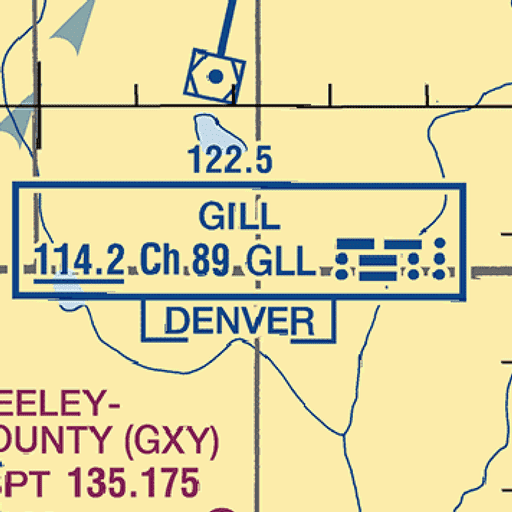 122.5
GILL
114.2 Ch 89 GLL
DENVER
EELEY-
OUNTY (GXY)
PT 135.175